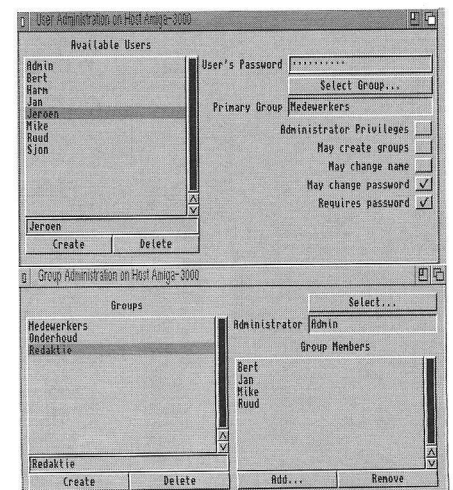 User Administration on Host Amiga-3000
Available Users
Admin
Bert
Harm
Jan
Jeroen
Mike
Ruud
Sjon
Jeroen
Create Delete
User's Password ··········
Select Group...
Primary Group Medewerkers
Administrator Privileges
May create groups
May change name
May change password √
Requires password √
Group Administration on Host Amiga-3000
Groups
Medewerkers
Onderhoud
Redaktie
Redaktie
Create Delete
Select...
Administrator Admin
Group Members
Bert
Jan
Mike
Ruud
Add... Remove